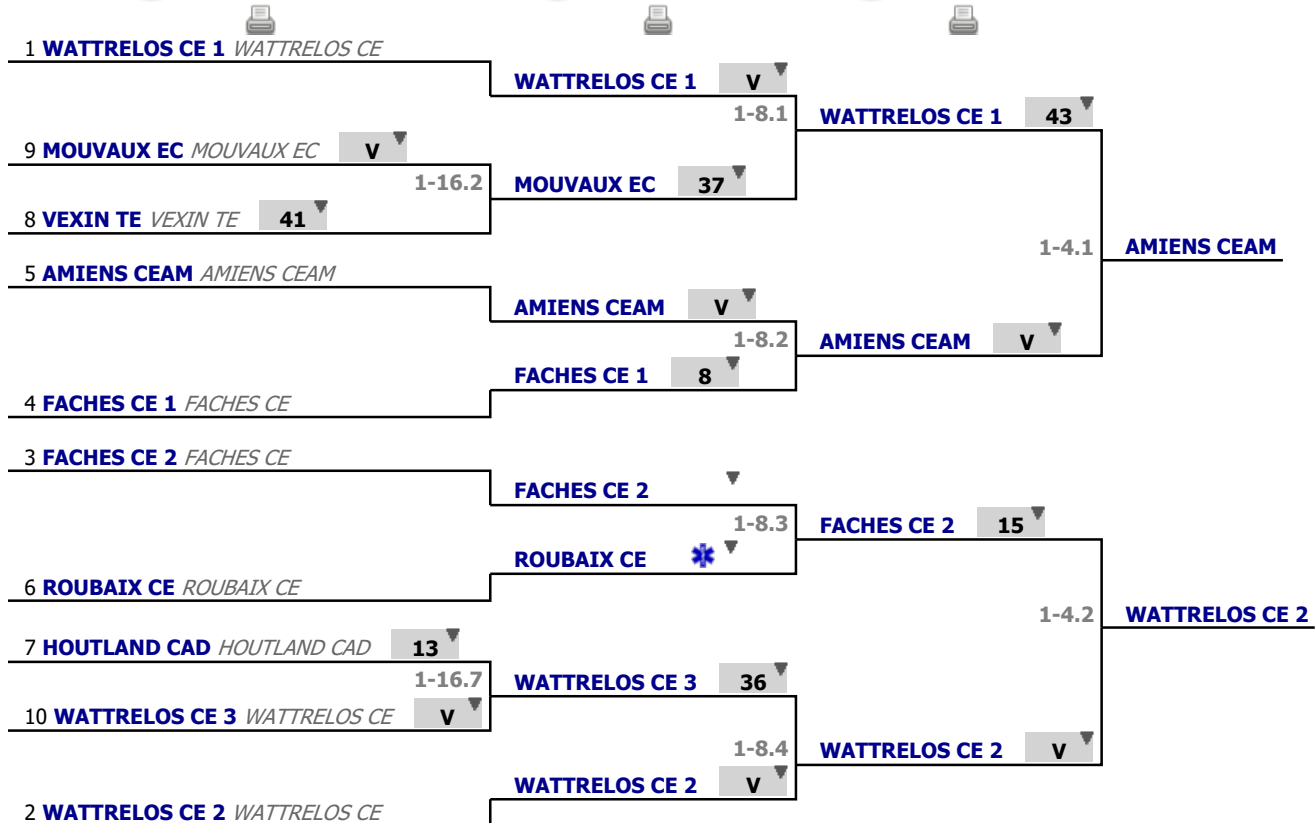 1 WATTRELOS CE 1 WATTRELOS CE
WATTRELOS CE 1 V
1-8.1
WATTRELOS CE 1 43
9 MOUVAUX EC MOUVAUX EC V
1-16.2
MOUVAUX EC 37
8 VEXIN TE VEXIN TE 41
1-4.1
AMIENS CEAM
5 AMIENS CEAM AMIENS CEAM
AMIENS CEAM V
1-8.2
AMIENS CEAM V
FACHES CE 1 8
4 FACHES CE 1 FACHES CE
3 FACHES CE 2 FACHES CE
FACHES CE 2
1-8.3
FACHES CE 2 15
ROUBAIX CE
6 ROUBAIX CE ROUBAIX CE
1-4.2
WATTRELOS CE 2
7 HOUTLAND CAD HOUTLAND CAD 13
1-16.7
WATTRELOS CE 3 36
10 WATTRELOS CE 3 WATTRELOS CE V
1-8.4
WATTRELOS CE 2 V
WATTRELOS CE 2 V
2 WATTRELOS CE 2 WATTRELOS CE